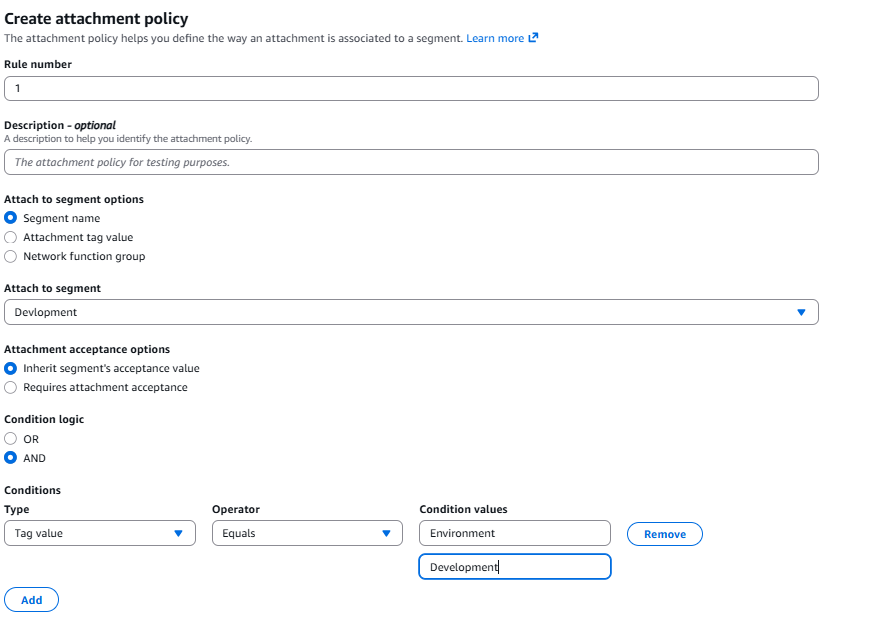 Create attachment policy
The attachment policy helps you define the way an attachment is associated to a segment. Learn more
Rule number
1
Description - optional
A description to help you identify the attachment policy.
The attachment policy for testing purposes.
Attach to segment options
Segment name
Attachment tag value
Network function group
Attach to segment
Devlopment
Attachment acceptance options
Inherit segment's acceptance value
Requires attachment acceptance
Condition logic
OR
AND
Conditions
Type Operator Condition values
Tag value Equals Environment Remove
Development
Add